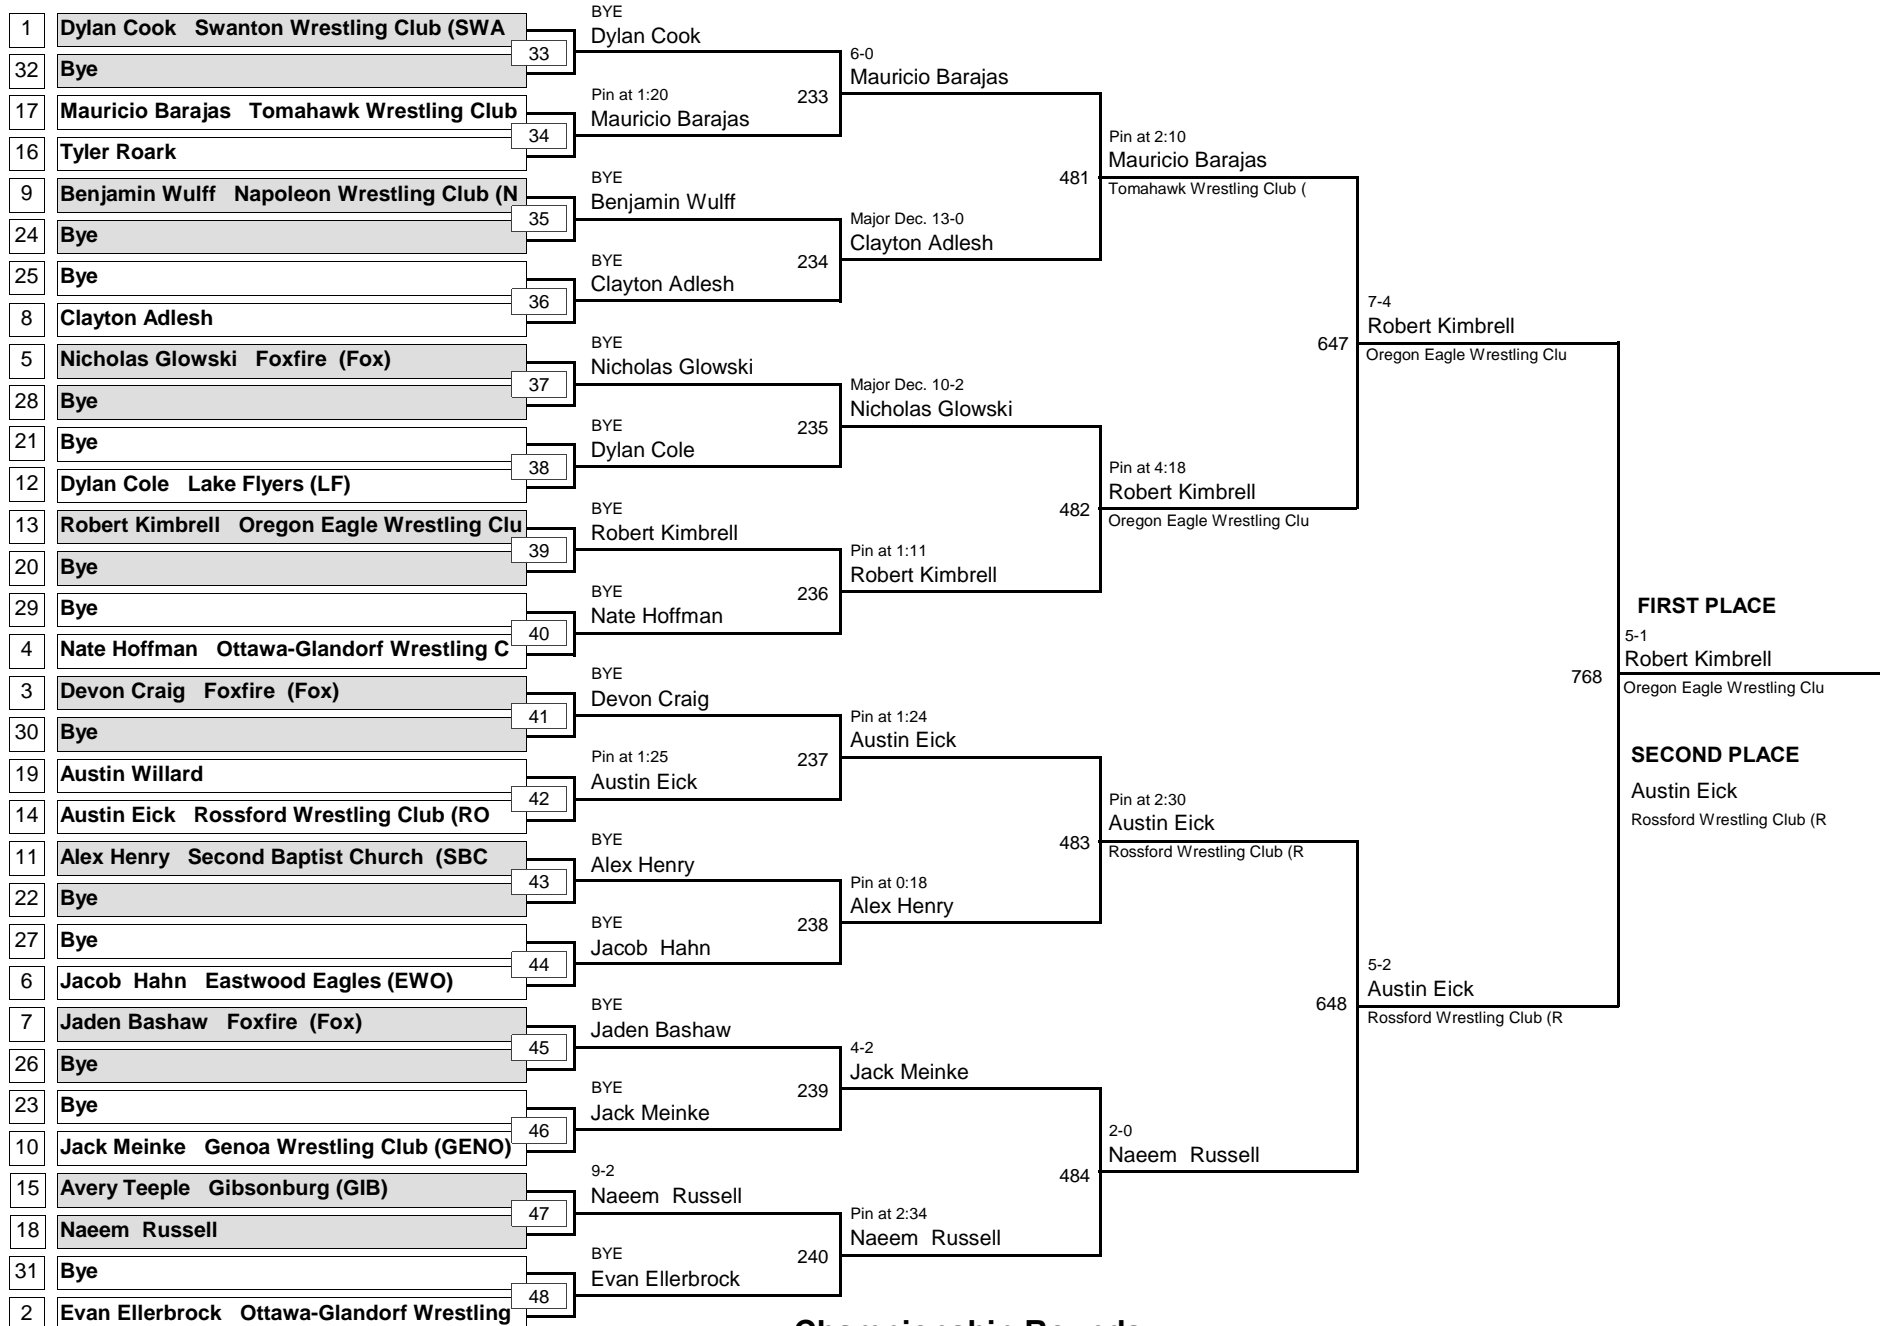 1 Dylan Cook Swanton Wrestling Club (SWA
32 Bye
33
17 Mauricio Barajas Tomahawk Wrestling Club
16 Tyler Roark
34
9 Benjamin Wulff Napoleon Wrestling Club (N
24 Bye
35
25 Bye
8 Clayton Adlesh
36
5 Nicholas Glowski Foxfire (Fox)
28 Bye
37
21 Bye
12 Dylan Cole Lake Flyers (LF)
38
13 Robert Kimbrell Oregon Eagle Wrestling Clu
20 Bye
39
29 Bye
4 Nate Hoffman Ottawa-Glandorf Wrestling C
40
3 Devon Craig Foxfire (Fox)
30 Bye
41
19 Austin Willard
14 Austin Eick Rossford Wrestling Club (RO
42
11 Alex Henry Second Baptist Church (SBC
22 Bye
43
27 Bye
6 Jacob Hahn Eastwood Eagles (EWO)
44
7 Jaden Bashaw Foxfire (Fox)
26 Bye
45
23 Bye
10 Jack Meinke Genoa Wrestling Club (GENO)
46
15 Avery Teeple Gibsonburg (GIB)
18 Naeem Russell
47
31 Bye
2 Evan Ellerbrock Ottawa-Glandorf Wrestling
48
BYE
Dylan Cook
Pin at 1:20
Mauricio Barajas
233
BYE
Benjamin Wulff
BYE
Clayton Adlesh
234
BYE
Nicholas Glowski
BYE
Dylan Cole
235
BYE
Robert Kimbrell
BYE
Nate Hoffman
236
BYE
Devon Craig
Pin at 1:25
Austin Eick
237
BYE
Alex Henry
BYE
Jacob Hahn
238
BYE
Jaden Bashaw
BYE
Jack Meinke
239
9-2
Naeem Russell
BYE
Evan Ellerbrock
240
6-0
Mauricio Barajas
Major Dec. 13-0
Clayton Adlesh
481
Major Dec. 10-2
Nicholas Glowski
Pin at 1:11
Robert Kimbrell
482
Pin at 1:24
Austin Eick
Pin at 0:18
Alex Henry
483
4-2
Jack Meinke
Pin at 2:34
Naeem Russell
484
Pin at 2:10
Mauricio Barajas
Tomahawk Wrestling Club (
Pin at 4:18
Robert Kimbrell
Oregon Eagle Wrestling Clu
647
Pin at 2:30
Austin Eick
Rossford Wrestling Club (R
2-0
Naeem Russell
648
7-4
Robert Kimbrell
Oregon Eagle Wrestling Clu
5-2
Austin Eick
Rossford Wrestling Club (R
768
FIRST PLACE
5-1
Robert Kimbrell
Oregon Eagle Wrestling Clu
SECOND PLACE
Austin Eick
Rossford Wrestling Club (R
Championship Rounds